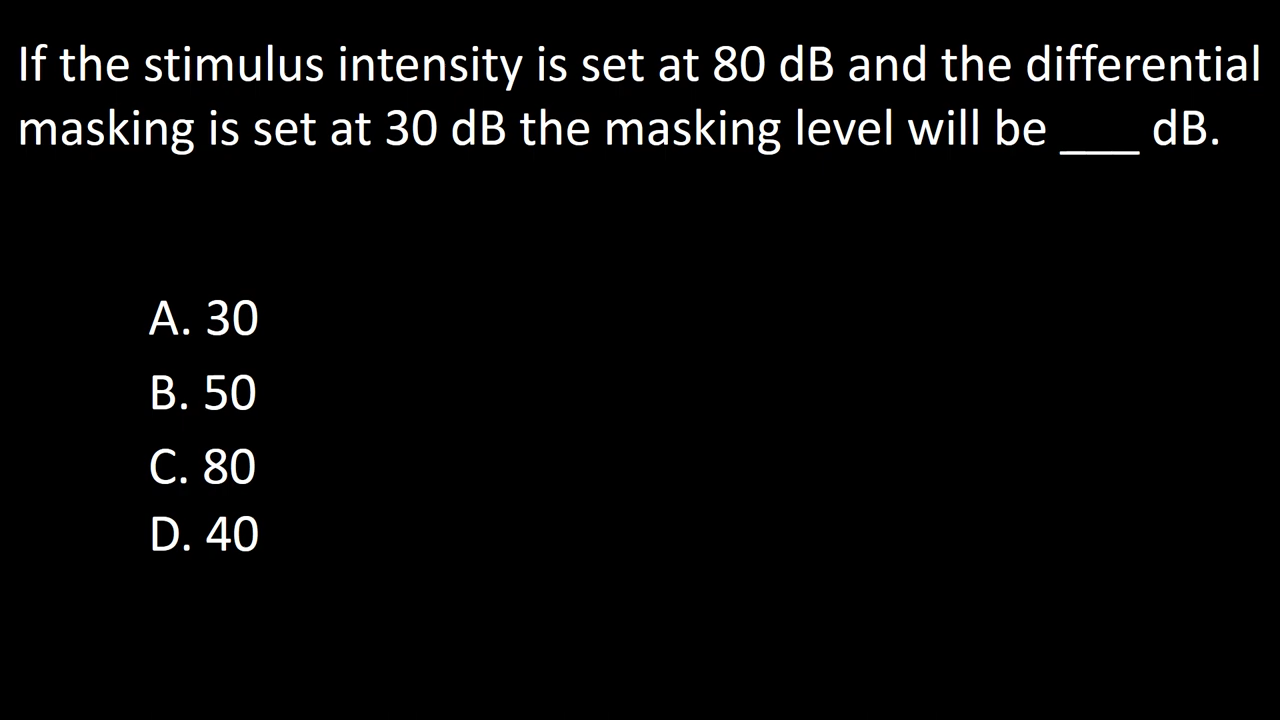 If the stimulus intensity is set at 80 dB and the differential
masking is set at 30 dB the masking level will be ___ dB.
A. 30
B. 50
C. 80
D. 40